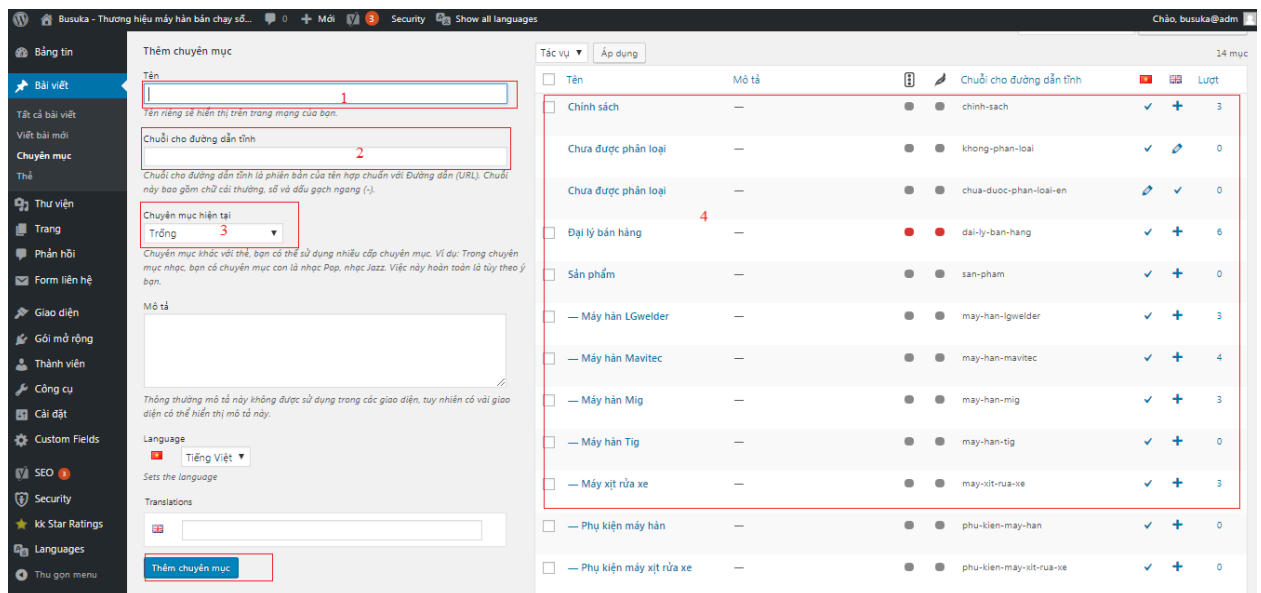 Busuka - Thương hiệu máy hàn bán chạy số... 0 Mới 3 Security Show all languages Chào, busuka@adm
Bảng tin
Bài viết
Tất cả bài viết
Viết bài mới
Chuyên mục
Thẻ
Thư viện
Trang
Phản hồi
Form liên hệ
Giao diện
Gói mở rộng
Thành viên
Công cụ
Cài đặt
Custom Fields
SEO 3
Security
kk Star Ratings
Languages
Thu gọn menu
Thêm chuyên mục
Tên
1
Tên riêng sẽ hiển thị trên trang mạng của bạn.
Chuỗi cho đường dẫn tĩnh
2
Chuỗi cho đường dẫn tĩnh là phiên bản của tên hợp chuẩn với Đường dẫn (URL). Chuỗi
này bao gồm chữ cái thường, số và dấu gạch ngang (-).
Chuyên mục hiện tại
Trống 3
Chuyên mục khác với thẻ, bạn có thể sử dụng nhiều cấp chuyên mục. Ví dụ: Trong chuyên
mục nhạc, bạn có chuyên mục con là nhạc Pop, nhạc Jazz. Việc này hoàn toàn là tùy theo ý
bạn.
Mô tả
Thông thường mô tả này không được sử dụng trong các giao diện, tuy nhiên có vài giao
diện có thể hiển thị mô tả này.
Language
Tiếng Việt
Sets the language
Translations
Thêm chuyên mục
Tác vụ Áp dụng 14 mục
Tên Mô tả Chuỗi cho đường dẫn tĩnh Lượt
Chính sách — chinh-sach 3
Chưa được phân loại — khong-phan-loai 0
Chưa được phân loại — chua-duoc-phan-loai-en 0
4
Đại lý bán hàng — dai-ly-ban-hang 6
Sản phẩm — san-pham 0
— Máy hàn LGwelder — may-han-lgwelder 3
— Máy hàn Mavitec — may-han-mavitec 4
— Máy hàn Mig — may-han-mig 3
— Máy hàn Tig — may-han-tig 0
— Máy xịt rửa xe — may-xit-rua-xe 3
— Phụ kiện máy hàn — phu-kien-may-han 0
— Phụ kiện máy xịt rửa xe — phu-kien-may-xit-rua-xe 0